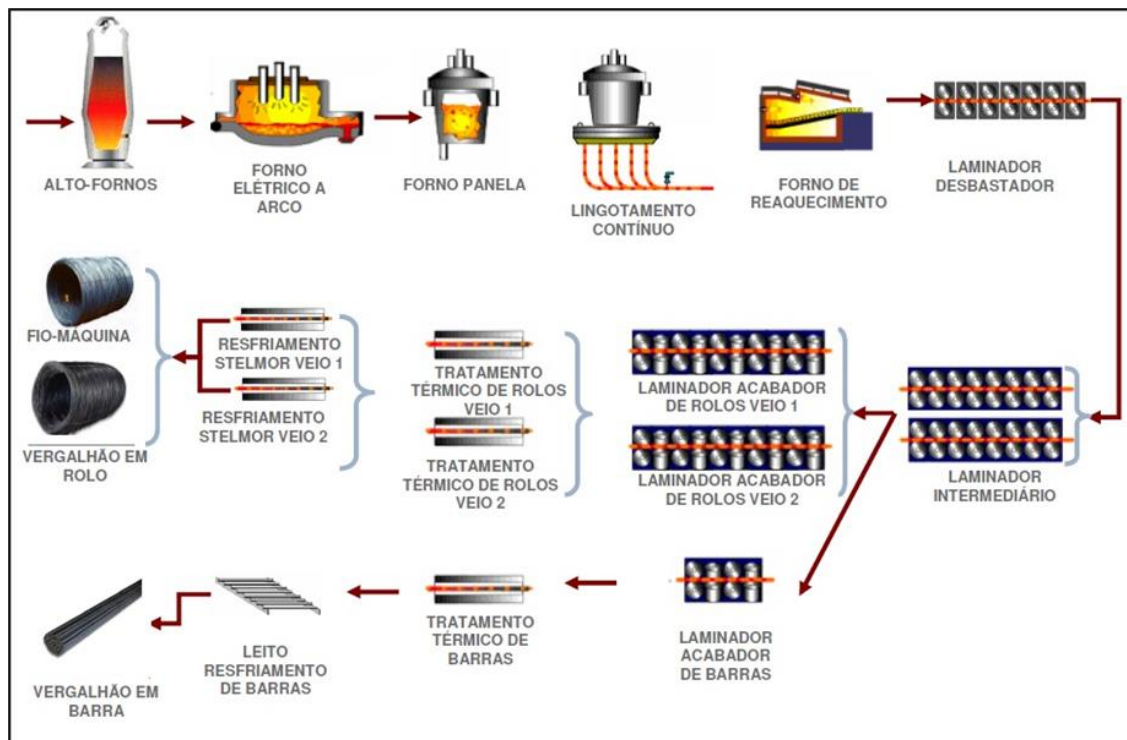 ALTO-FORNOS
FORNO
ELÉTRICO A
ARCO
FORNO PANELA
LINGOTAMENTO
CONTÍNUO
FORNO DE
REAQUECIMENTO
LAMINADOR
DESBASTADOR
FIO-MAQUINA
VERGALHÃO EM
ROLO
RESFRIAMENTO
STELMOR VEIO 1
RESFRIAMENTO
STELMOR VEIO 2
TRATAMENTO
TÉRMICO DE ROLOS
VEIO 1
TRATAMENTO
TÉRMICO DE ROLOS
VEIO 2
LAMINADOR ACABADOR
DE ROLOS VEIO 1
LAMINADOR ACABADOR
DE ROLOS VEIO 2
LAMINADOR
INTERMEDIÁRIO
VERGALHÃO EM
BARRA
LEITO
RESFRIAMENTO
DE BARRAS
TRATAMENTO
TÉRMICO DE
BARRAS
LAMINADOR
ACABADOR
DE BARRAS